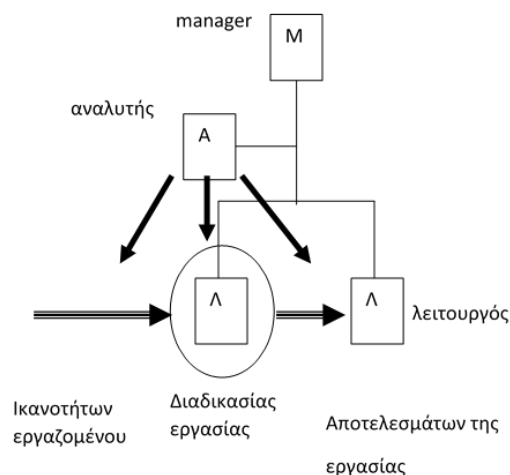 manager
M
αναλυτής
Α
Λ
Λ
λειτουργός
Ικανοτήτων
εργαζομένου
Διαδικασίας
εργασίας
Αποτελεσμάτων της
εργασίας